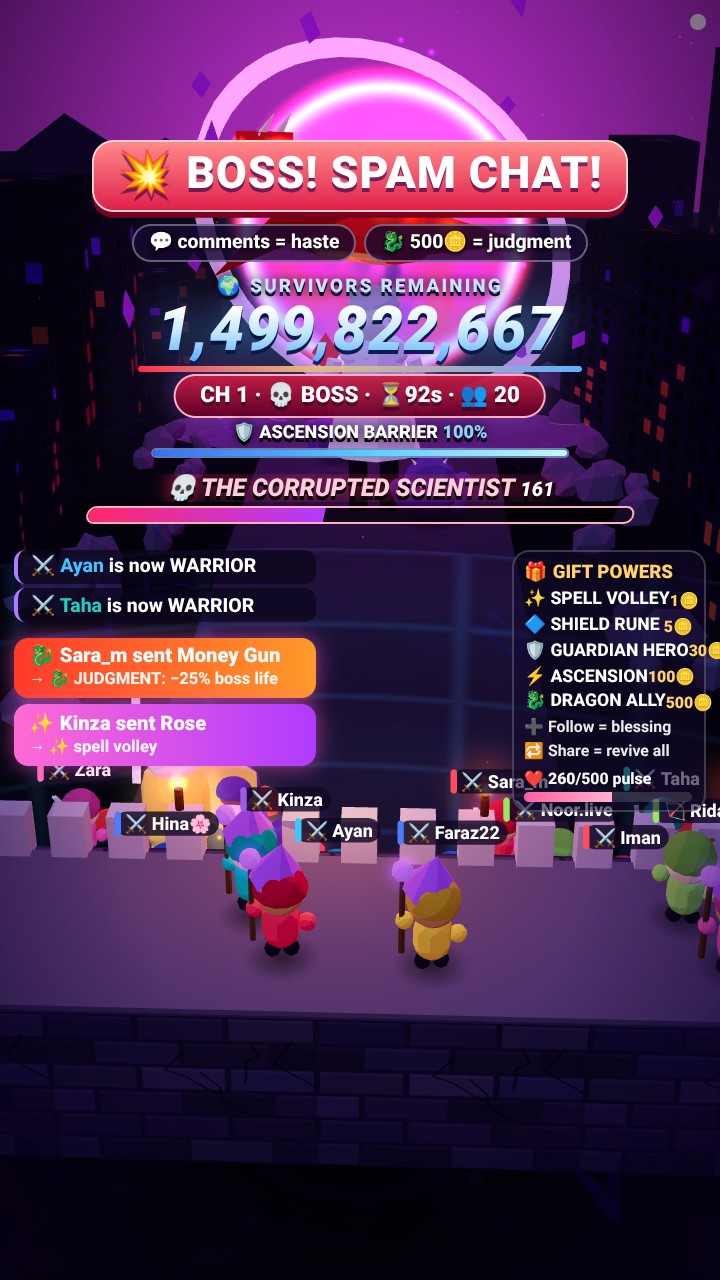 💥 BOSS! SPAM CHAT!
💬 comments = haste
🐉 500🪙 = judgment
🌍 SURVIVORS REMAINING
1,499,822,667
CH 1 · 💀 BOSS · ⏳92s · 👥 20
🛡️ ASCENSION BARRIER 100%
💀 THE CORRUPTED SCIENTIST 161
⚔️ Ayan is now WARRIOR
⚔️ Taha is now WARRIOR
🐉 Sara_m sent Money Gun
→ 🐉 JUDGMENT: −25% boss life
✨ Kinza sent Rose
→ ✨ spell volley
🎁 GIFT POWERS
✨ SPELL VOLLEY 1🪙
🔷 SHIELD RUNE 5🪙
🛡️ GUARDIAN HERO 30🪙
⚡ ASCENSION 100🪙
🐉 DRAGON ALLY 500🪙
➕ Follow = blessing
🔁 Share = revive all
❤️ 260/500 pulse
⚔️ Zara
⚔️ Sara_m
⚔️ Taha
⚔️ Kinza
⚔️ Noor.live
🏹 Rida
⚔️ Hina🌸
⚔️ Ayan
⚔️ Faraz22
⚔️ Iman